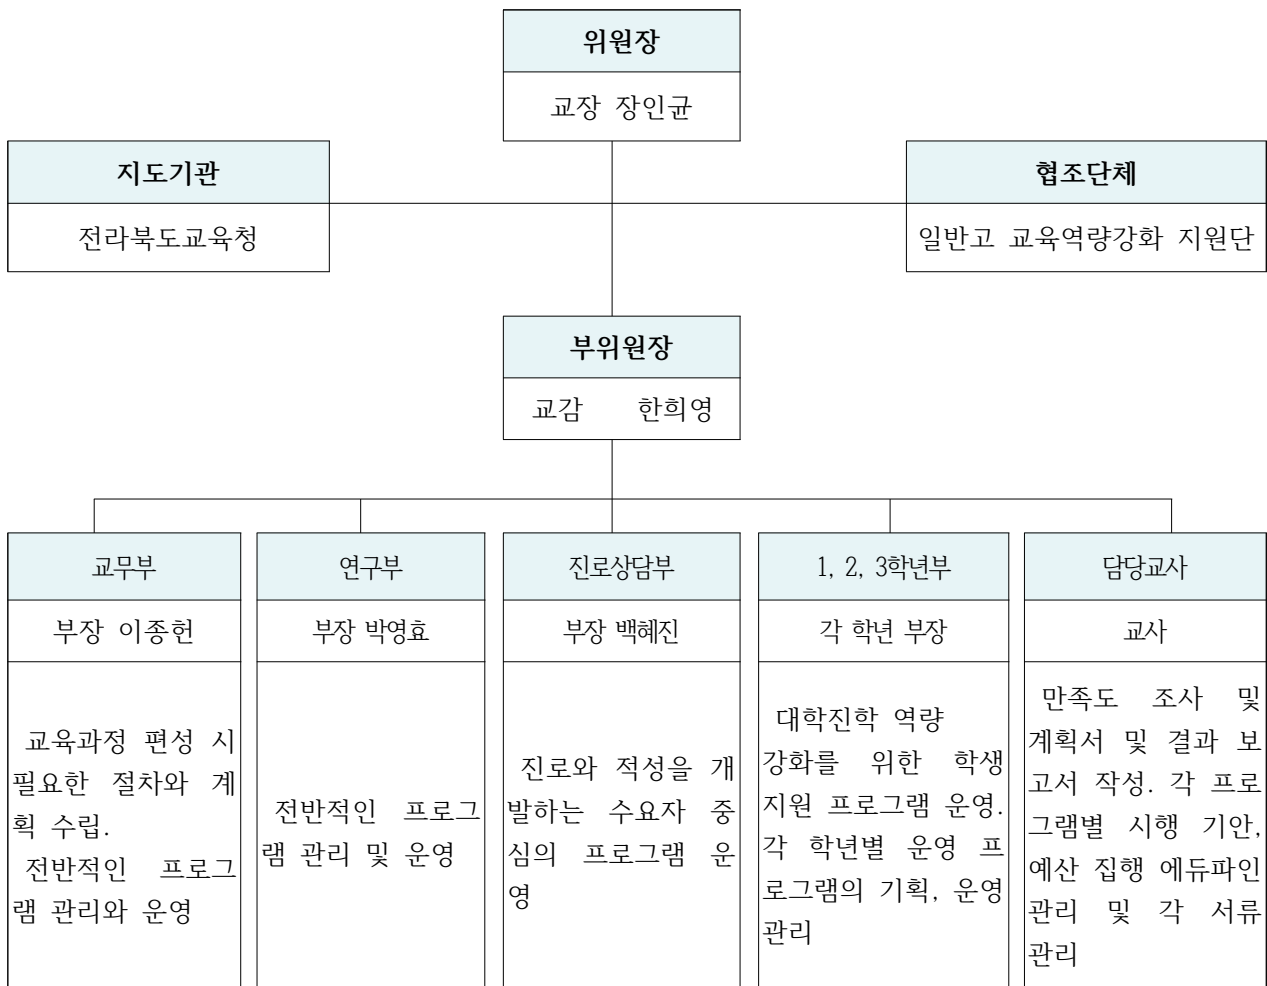 위원장
교장 장인균
지도기관
전라북도교육청
협조단체
일반고 교육역량강화 지원단
부위원장
교감 한희영
교무부
부장 이종헌
교육과정 편성 시
필요한 절차와 계
획 수립.
전반적인 프로그
램 관리와 운영
연구부
부장 박영효
전반적인 프로그
램 관리 및 운영
진로상담부
부장 백혜진
진로와 적성을 개
발하는 수요자 중
심의 프로그램 운
영
1, 2, 3학년부
각 학년 부장
대학진학 역량
강화를 위한 학생
지원 프로그램 운영.
각 학년별 운영 프
로그램의 기획, 운영
관리
담당교사
교사
만족도 조사 및
계획서 및 결과 보
고서 작성. 각 프로
그램별 시행 기안,
예산 집행 에듀파인
관리 및 각 서류
관리